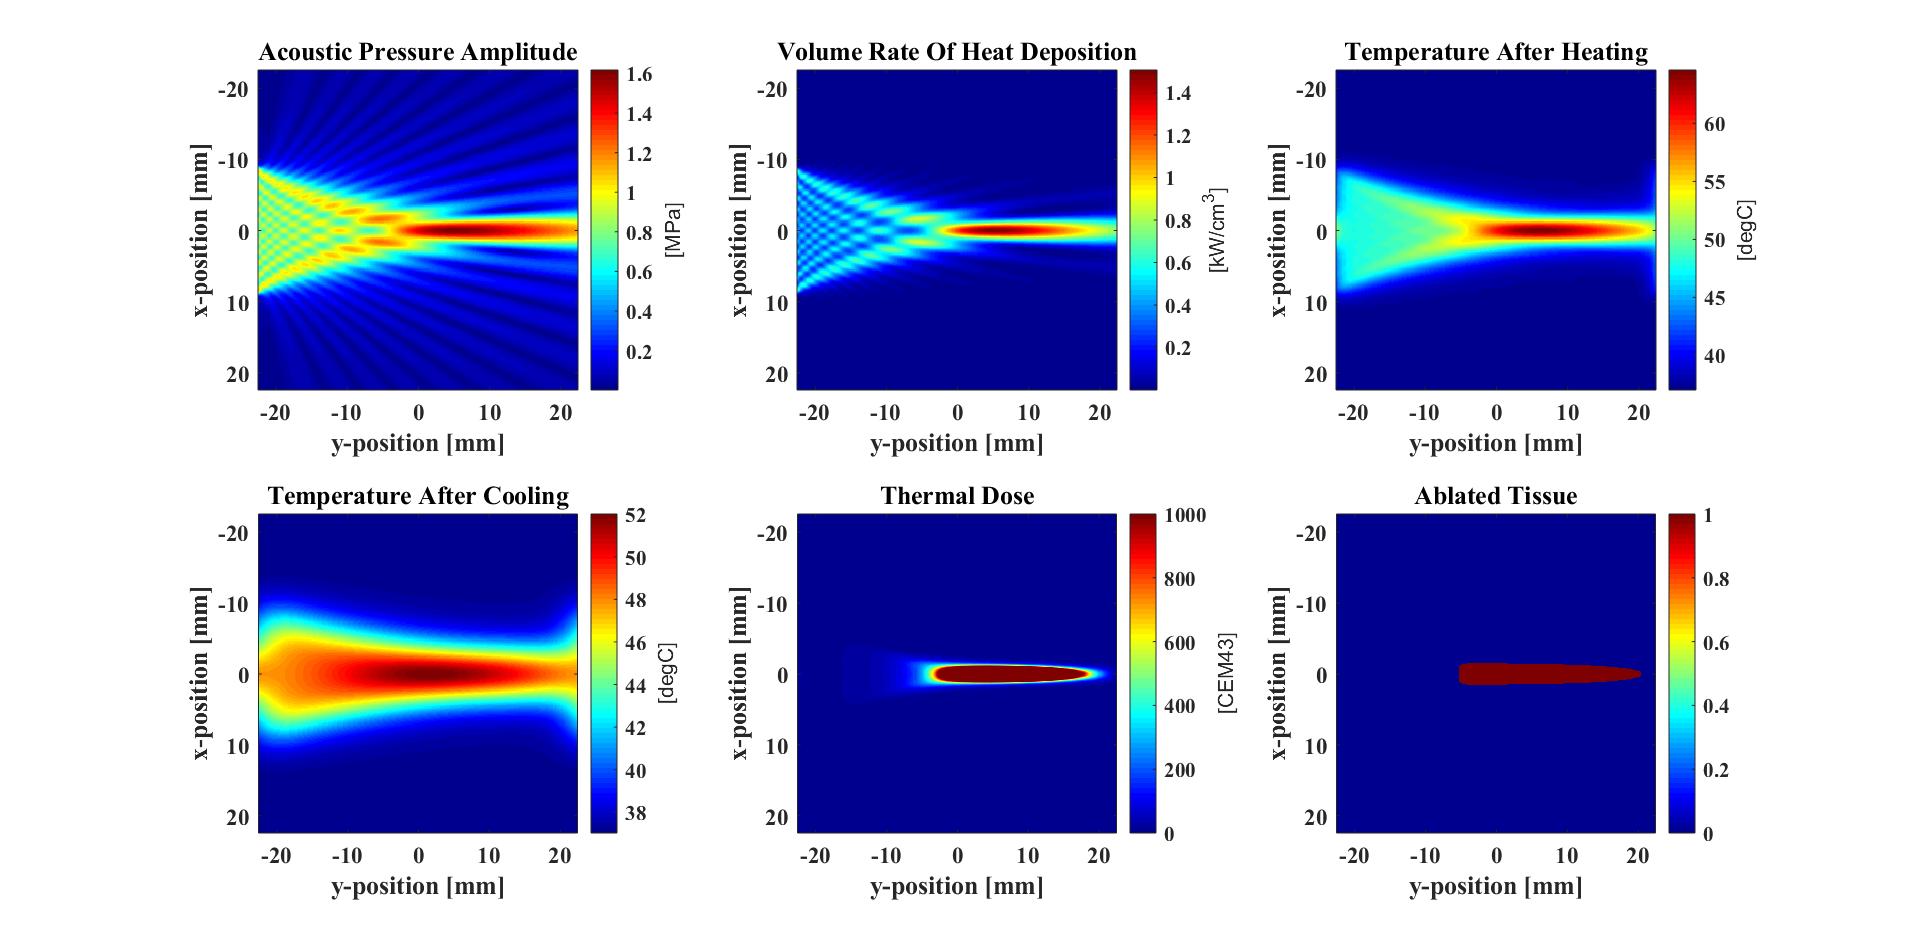 Acoustic Pressure Amplitude
-20
-10
0
10
20
x-position [mm]
-20 -10 0 10 20
y-position [mm]
1.6
1.4
1.2
1
0.8
0.6
0.4
0.2
[MPa]
Volume Rate Of Heat Deposition
-20
-10
0
10
20
x-position [mm]
-20 -10 0 10 20
y-position [mm]
1.4
1.2
1
0.8
0.6
0.4
0.2
[kW/cm³]
Temperature After Heating
-20
-10
0
10
20
x-position [mm]
-20 -10 0 10 20
y-position [mm]
60
55
50
45
40
[degC]
Temperature After Cooling
-20
-10
0
10
20
x-position [mm]
-20 -10 0 10 20
y-position [mm]
52
50
48
46
44
42
40
38
[degC]
Thermal Dose
-20
-10
0
10
20
x-position [mm]
-20 -10 0 10 20
y-position [mm]
1000
800
600
400
200
0
[CEM43]
Ablated Tissue
-20
-10
0
10
20
x-position [mm]
-20 -10 0 10 20
y-position [mm]
1
0.8
0.6
0.4
0.2
0